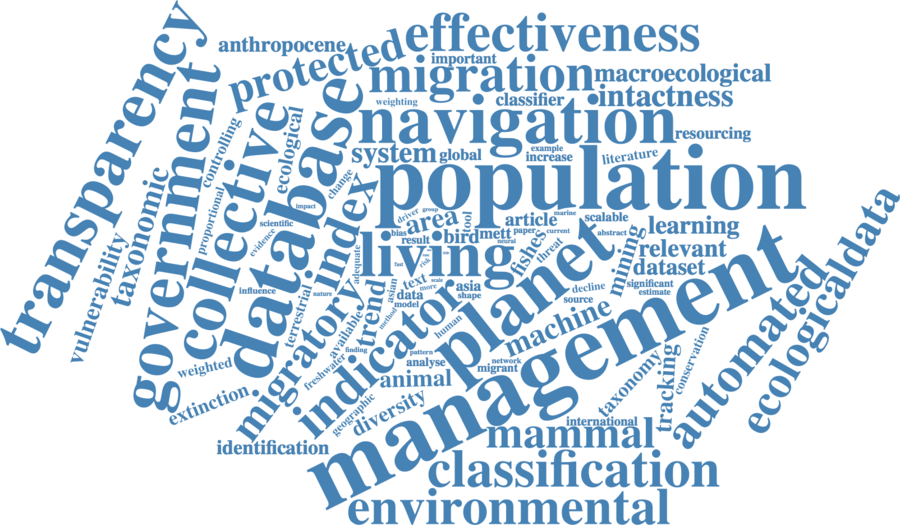 transparency
anthropocene
effectiveness
protected
important
migration
macroecological
government
weighting
classifier
intactness
collective
controlling
ecological
database
navigation
resourcing
system
global
example
increase
literature
change
population
taxonomic
proportional
index
impact
driver
group
area
tool
article
marine
scalable
scientific
bias
result
bird
mett
paper
current
abstract
learning
evidence
neural
living
fishes
threat
mining
relevant
dataset
ecologicaldata
vulnerability
adequate
fast
planet
significant
estimate
influence
nature
terrestrial
migratory
trend
text
more
scale
asia
shape
asian
data
model
decline
source
available
method
indicator
human
machine
management
automated
finding
pattern
analyse
network
migrant
freshwater
weighted
animal
taxonomy
tracking
conservation
extinction
geographic
diversity
international
identification
mammal
classification
environmental